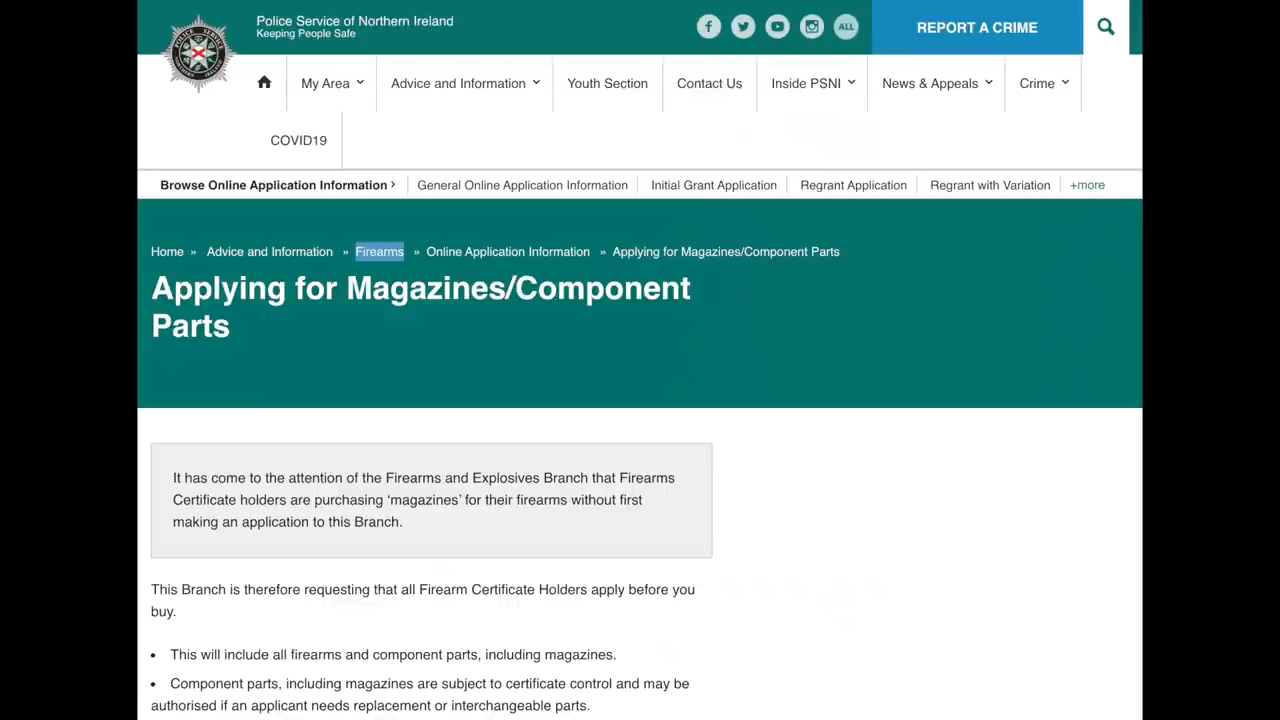 Police Service of Northern Ireland
Keeping People Safe
ALL
REPORT A CRIME
My Area
Advice and Information
Youth Section
Contact Us
Inside PSNI
News & Appeals
Crime
COVID19
Browse Online Application Information ›
General Online Application Information
Initial Grant Application
Regrant Application
Regrant with Variation
+more
Home » Advice and Information » Firearms » Online Application Information » Applying for Magazines/Component Parts
Applying for Magazines/Component
Parts
It has come to the attention of the Firearms and Explosives Branch that Firearms
Certificate holders are purchasing ‘magazines’ for their firearms without first
making an application to this Branch.
This Branch is therefore requesting that all Firearm Certificate Holders apply before you
buy.
• This will include all firearms and component parts, including magazines.
• Component parts, including magazines are subject to certificate control and may be
authorised if an applicant needs replacement or interchangeable parts.